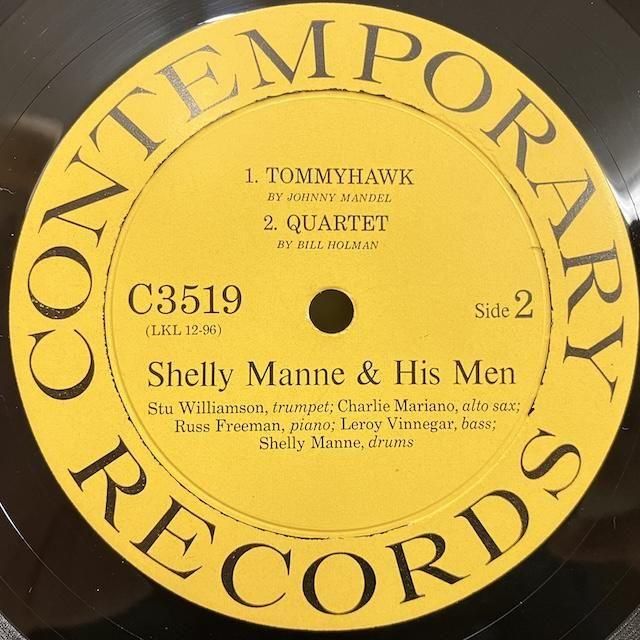 CONTEMPORARY
1. TOMMYHAWK
BY JOHNNY MANDEL
2. QUARTET
BY BILL HOLMAN
C3519
(LKL 12-96)
Side 2
Shelly Manne & His Men
Stu Williamson, trumpet; Charlie Mariano, alto sax;
Russ Freeman, piano; Leroy Vinnegar, bass;
Shelly Manne, drums
RECORDS